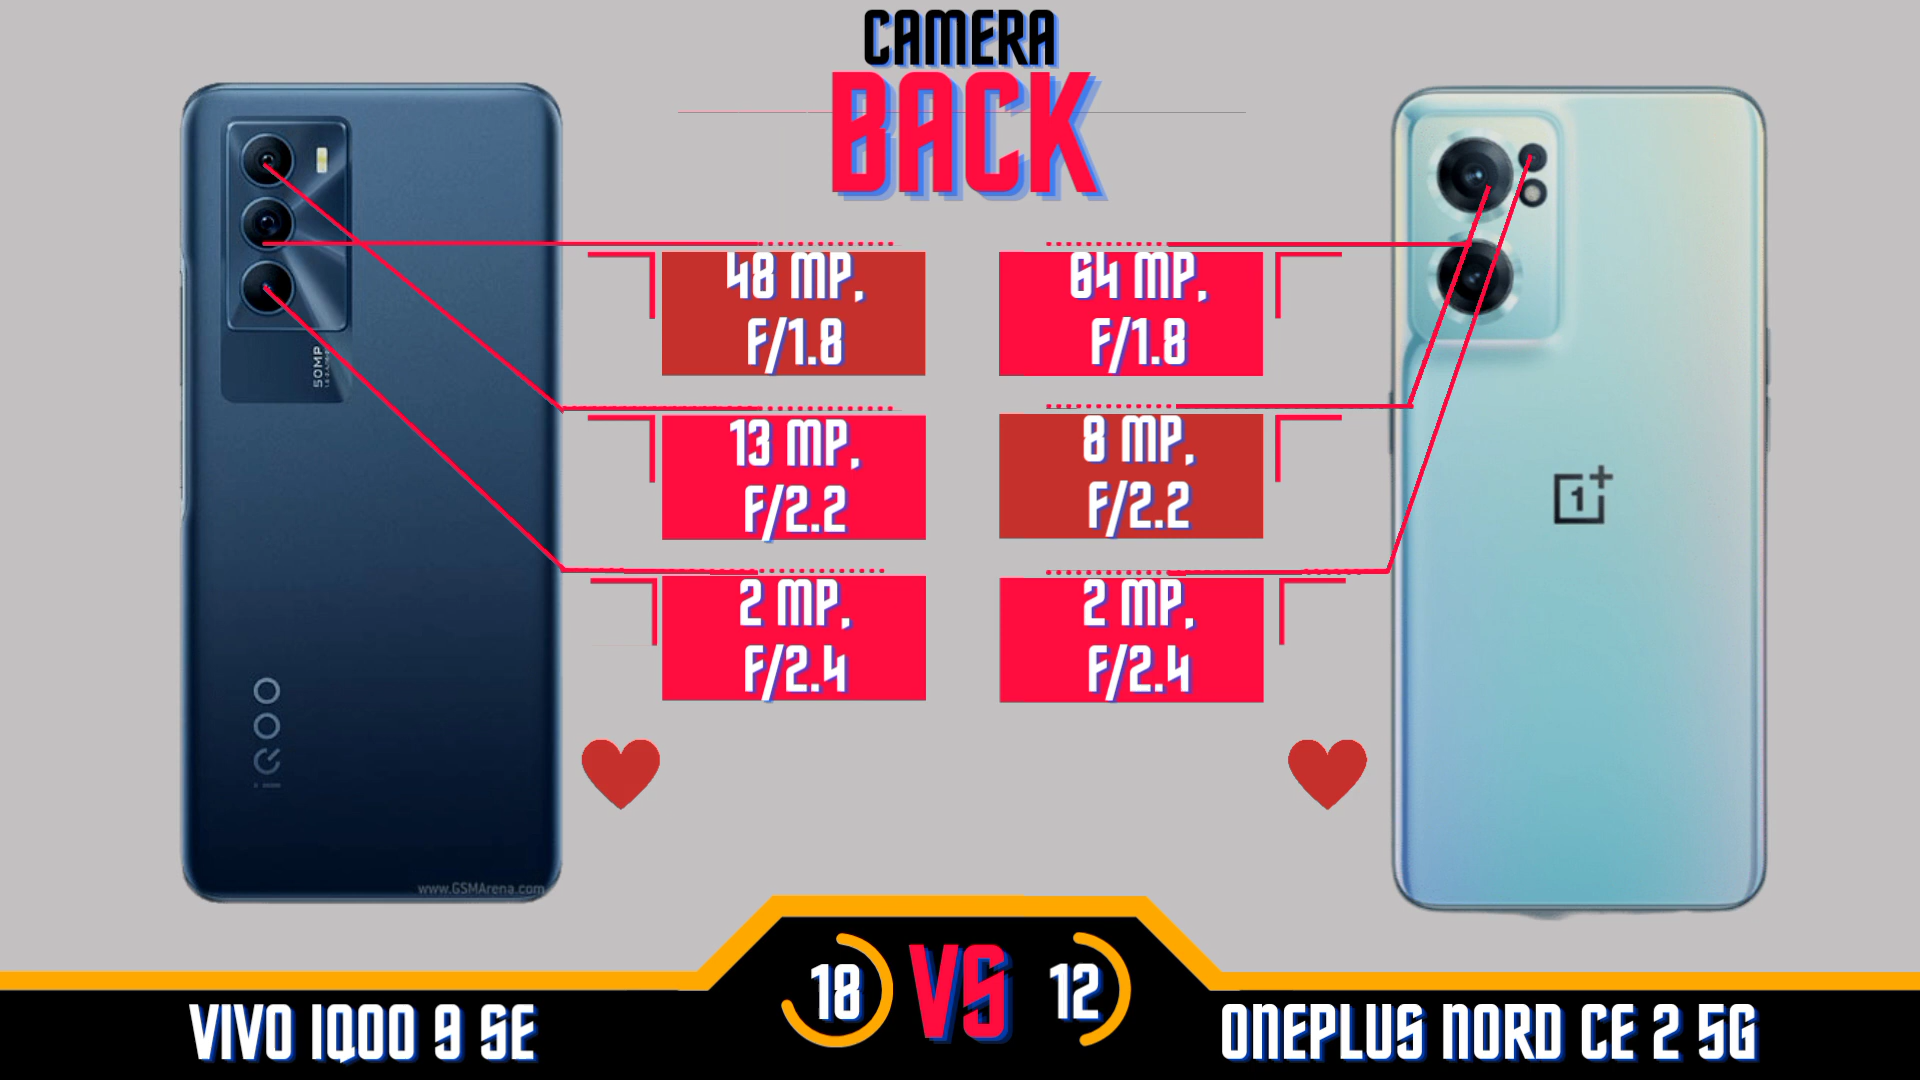 CAMERA
BACK
50MP
48 MP,
F/1.8
64 MP,
F/1.8
13 MP,
F/2.2
8 MP,
F/2.2
2 MP,
F/2.4
2 MP,
F/2.4
1+
iQOO
www.GSMArena.com
18 VS 12
VIVO IQOO 9 SE
ONEPLUS NORD CE 2 5G